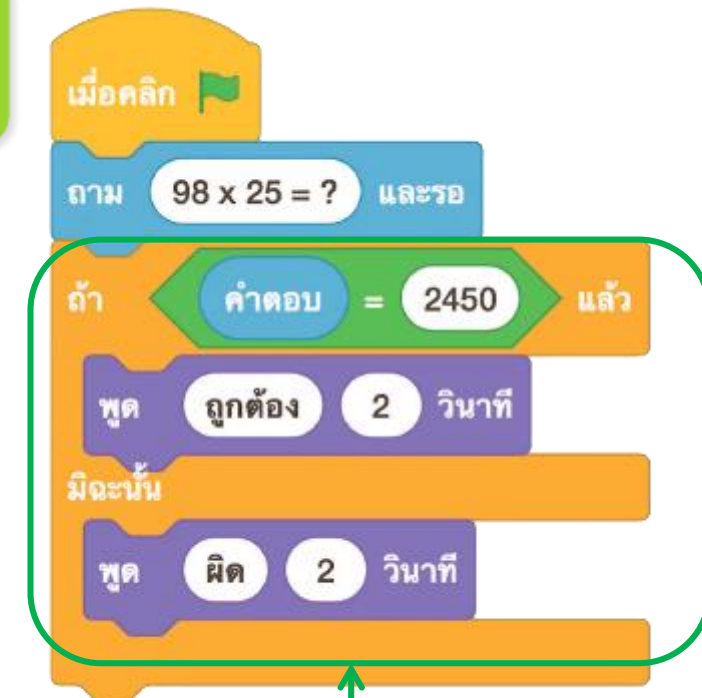 เมื่อคลิก
ถาม 98 x 25 = ? และรอ
ถ้า คำตอบ = 2450 แล้ว
พูด ถูกต้อง 2 วินาที
มิฉะนั้น
พูด ผิด 2 วินาที